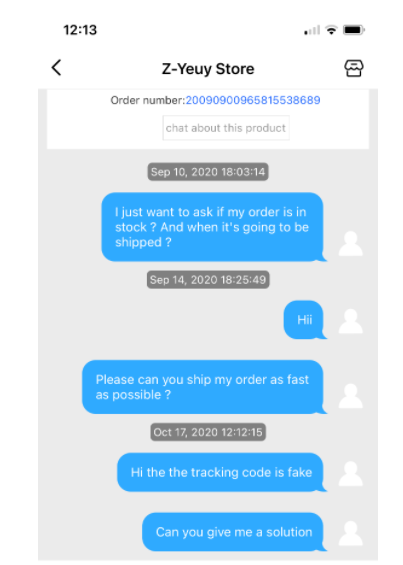 12:13
Z-Yeuy Store
Order number:20090900965815538689
chat about this product
Sep 10, 2020 18:03:14
I just want to ask if my order is in
stock ? And when it's going to be
shipped ?
Sep 14, 2020 18:25:49
Hii
Please can you ship my order as fast
as possible ?
Oct 17, 2020 12:12:15
Hi the the tracking code is fake
Can you give me a solution